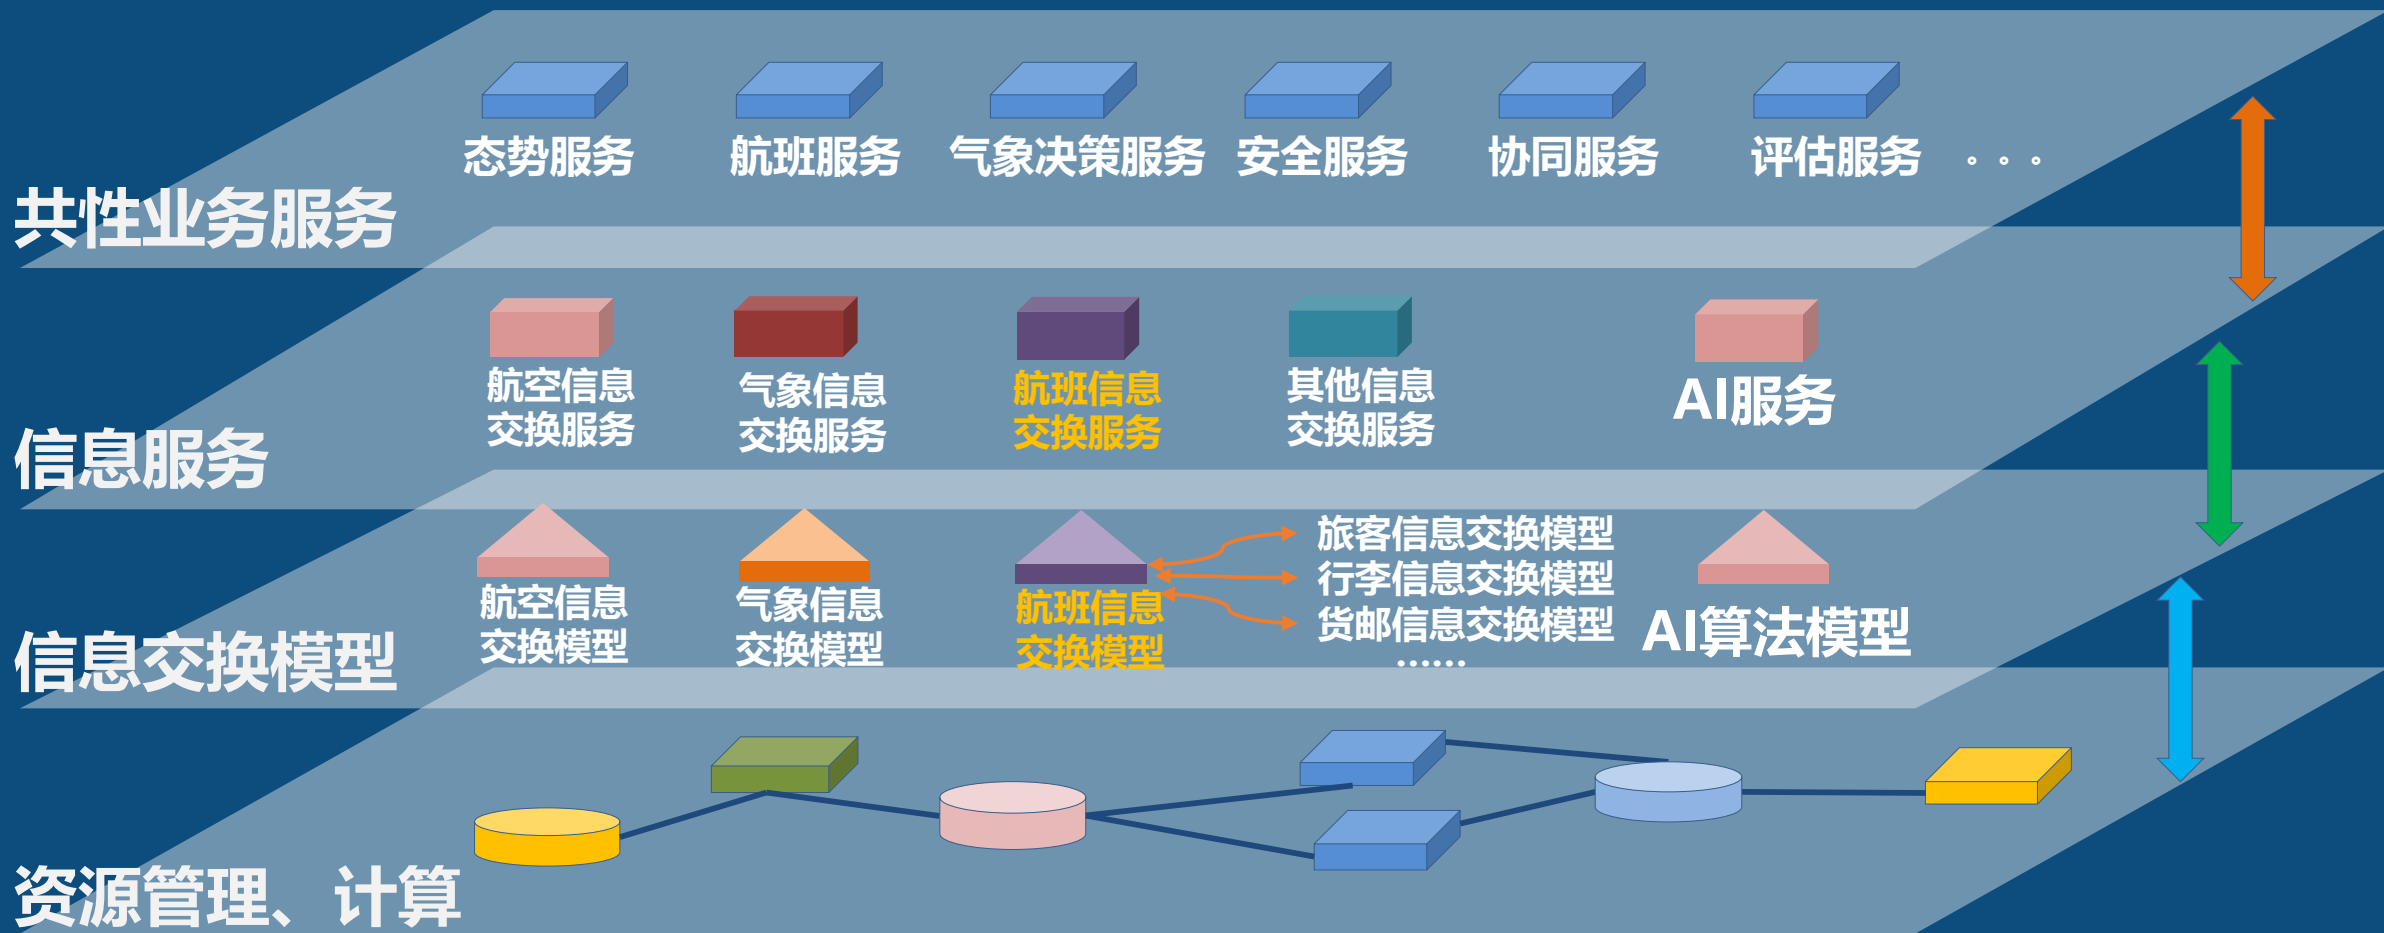 态势服务
航班服务
气象决策服务
安全服务
协同服务
评估服务
。。。
共性业务服务
航空信息
交换服务
气象信息
交换服务
航班信息
交换服务
其他信息
交换服务
AI服务
信息服务
航空信息
交换模型
气象信息
交换模型
航班信息
交换模型
旅客信息交换模型
行李信息交换模型
货邮信息交换模型
……
AI算法模型
信息交换模型
资源管理、计算